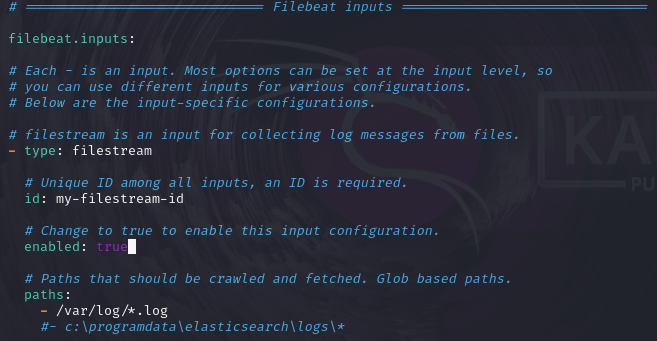 # ============================== Filebeat inputs ===============================
filebeat.inputs:
# Each - is an input. Most options can be set at the input level, so
# you can use different inputs for various configurations.
# Below are the input-specific configurations.
# filestream is an input for collecting log messages from files.
- type: filestream
# Unique ID among all inputs, an ID is required.
id: my-filestream-id
# Change to true to enable this input configuration.
enabled: true
# Paths that should be crawled and fetched. Glob based paths.
paths:
- /var/log/*.log
#- c:\programdata\elasticsearch\logs\*
KA
PU